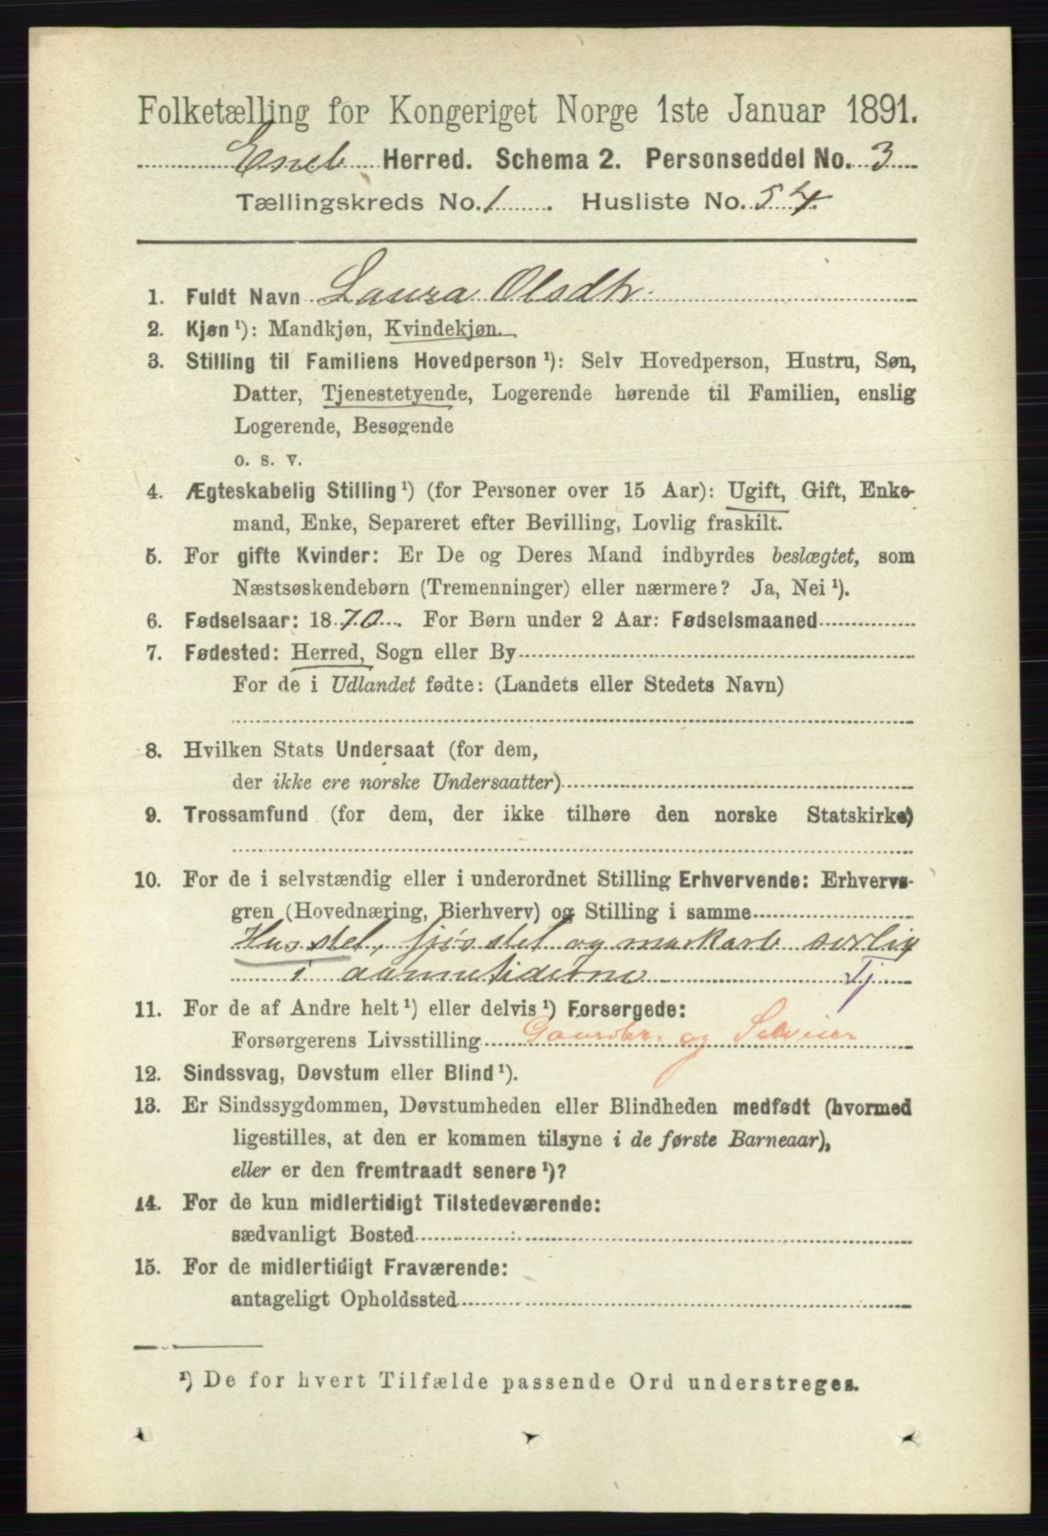 Folketælling for Kongeriget Norge 1ste Januar 1891.
Eneb Herred. Schema 2. Personseddel No. 3
Tællingskreds No. 1. Husliste No. 54.
1. Fuldt Navn Laura Olsdtr.
2. Kjøn ¹): Mandkjøn, Kvindekjøn.
3. Stilling til Familiens Hovedperson ¹): Selv Hovedperson, Hustru, Søn,
Datter, Tjenestetyende, Logerende hørende til Familien, enslig
Logerende, Besøgende
o. s. v.
4. Ægteskabelig Stilling ¹) (for Personer over 15 Aar): Ugift, Gift, Enke-
mand, Enke, Separeret efter Bevilling, Lovlig fraskilt.
5. For gifte Kvinder: Er De og Deres Mand indbyrdes beslægtet, som
Næstsøskendebørn (Tremenninger) eller nærmere? Ja, Nei ¹).
6. Fødselsaar: 1870. For Børn under 2 Aar: Fødselsmaaned
7. Fødested: Herred, Sogn eller By
For de i Udlandet fødte: (Landets eller Stedets Navn)
8. Hvilken Stats Undersaat (for dem,
der ikke ere norske Undersaatter)
9. Trossamfund (for dem, der ikke tilhøre den norske Statskirke)
10. For de i selvstændig eller i underordnet Stilling Erhvervende: Erhvervs-
gren (Hovednæring, Bierhverv) og Stilling i samme
Husstel, fjøsstel og markarb serlig
i aannetiderne Tj
11. For de af Andre helt ¹) eller delvis ¹) Forsørgede:
Forsørgerens Livsstilling Gaardbr. og Selveier
12. Sindssvag, Døvstum eller Blind ¹).
13. Er Sindssygdommen, Døvstumheden eller Blindheden medfødt (hvormed
ligestilles, at den er kommen tilsyne i de første Barneaar),
eller er den fremtraadt senere ¹)?
14. For de kun midlertidigt Tilstedeværende:
sædvanligt Bosted
15. For de midlertidigt Fraværende:
antageligt Opholdssted
¹) De for hvert Tilfælde passende Ord understreges.